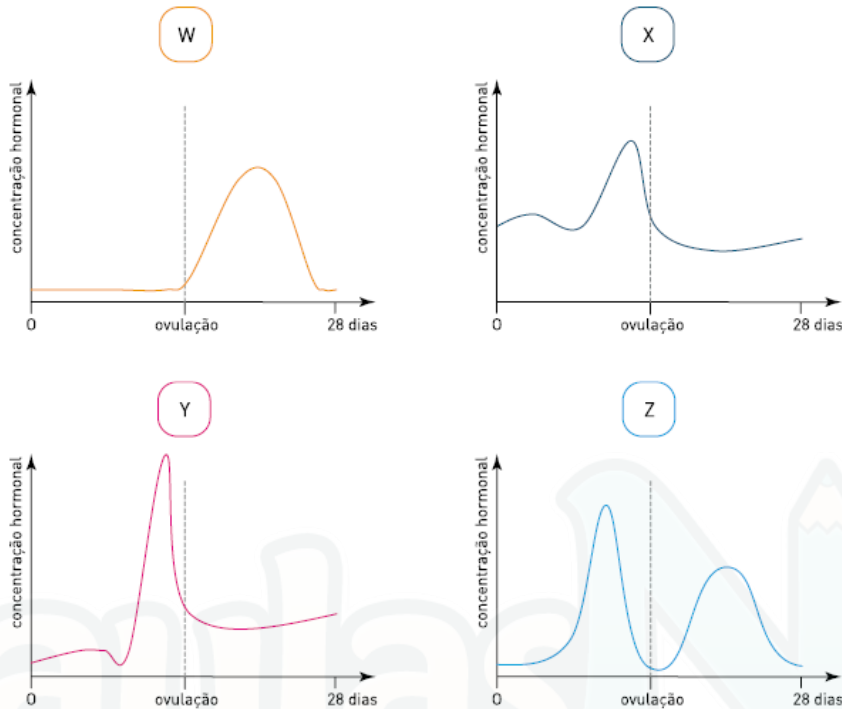 W
concentração hormonal
0
ovulação
28 dias
X
concentração hormonal
0
ovulação
28 dias
Y
concentração hormonal
0
ovulação
28 dias
Z
concentração hormonal
0
ovulação
28 dias